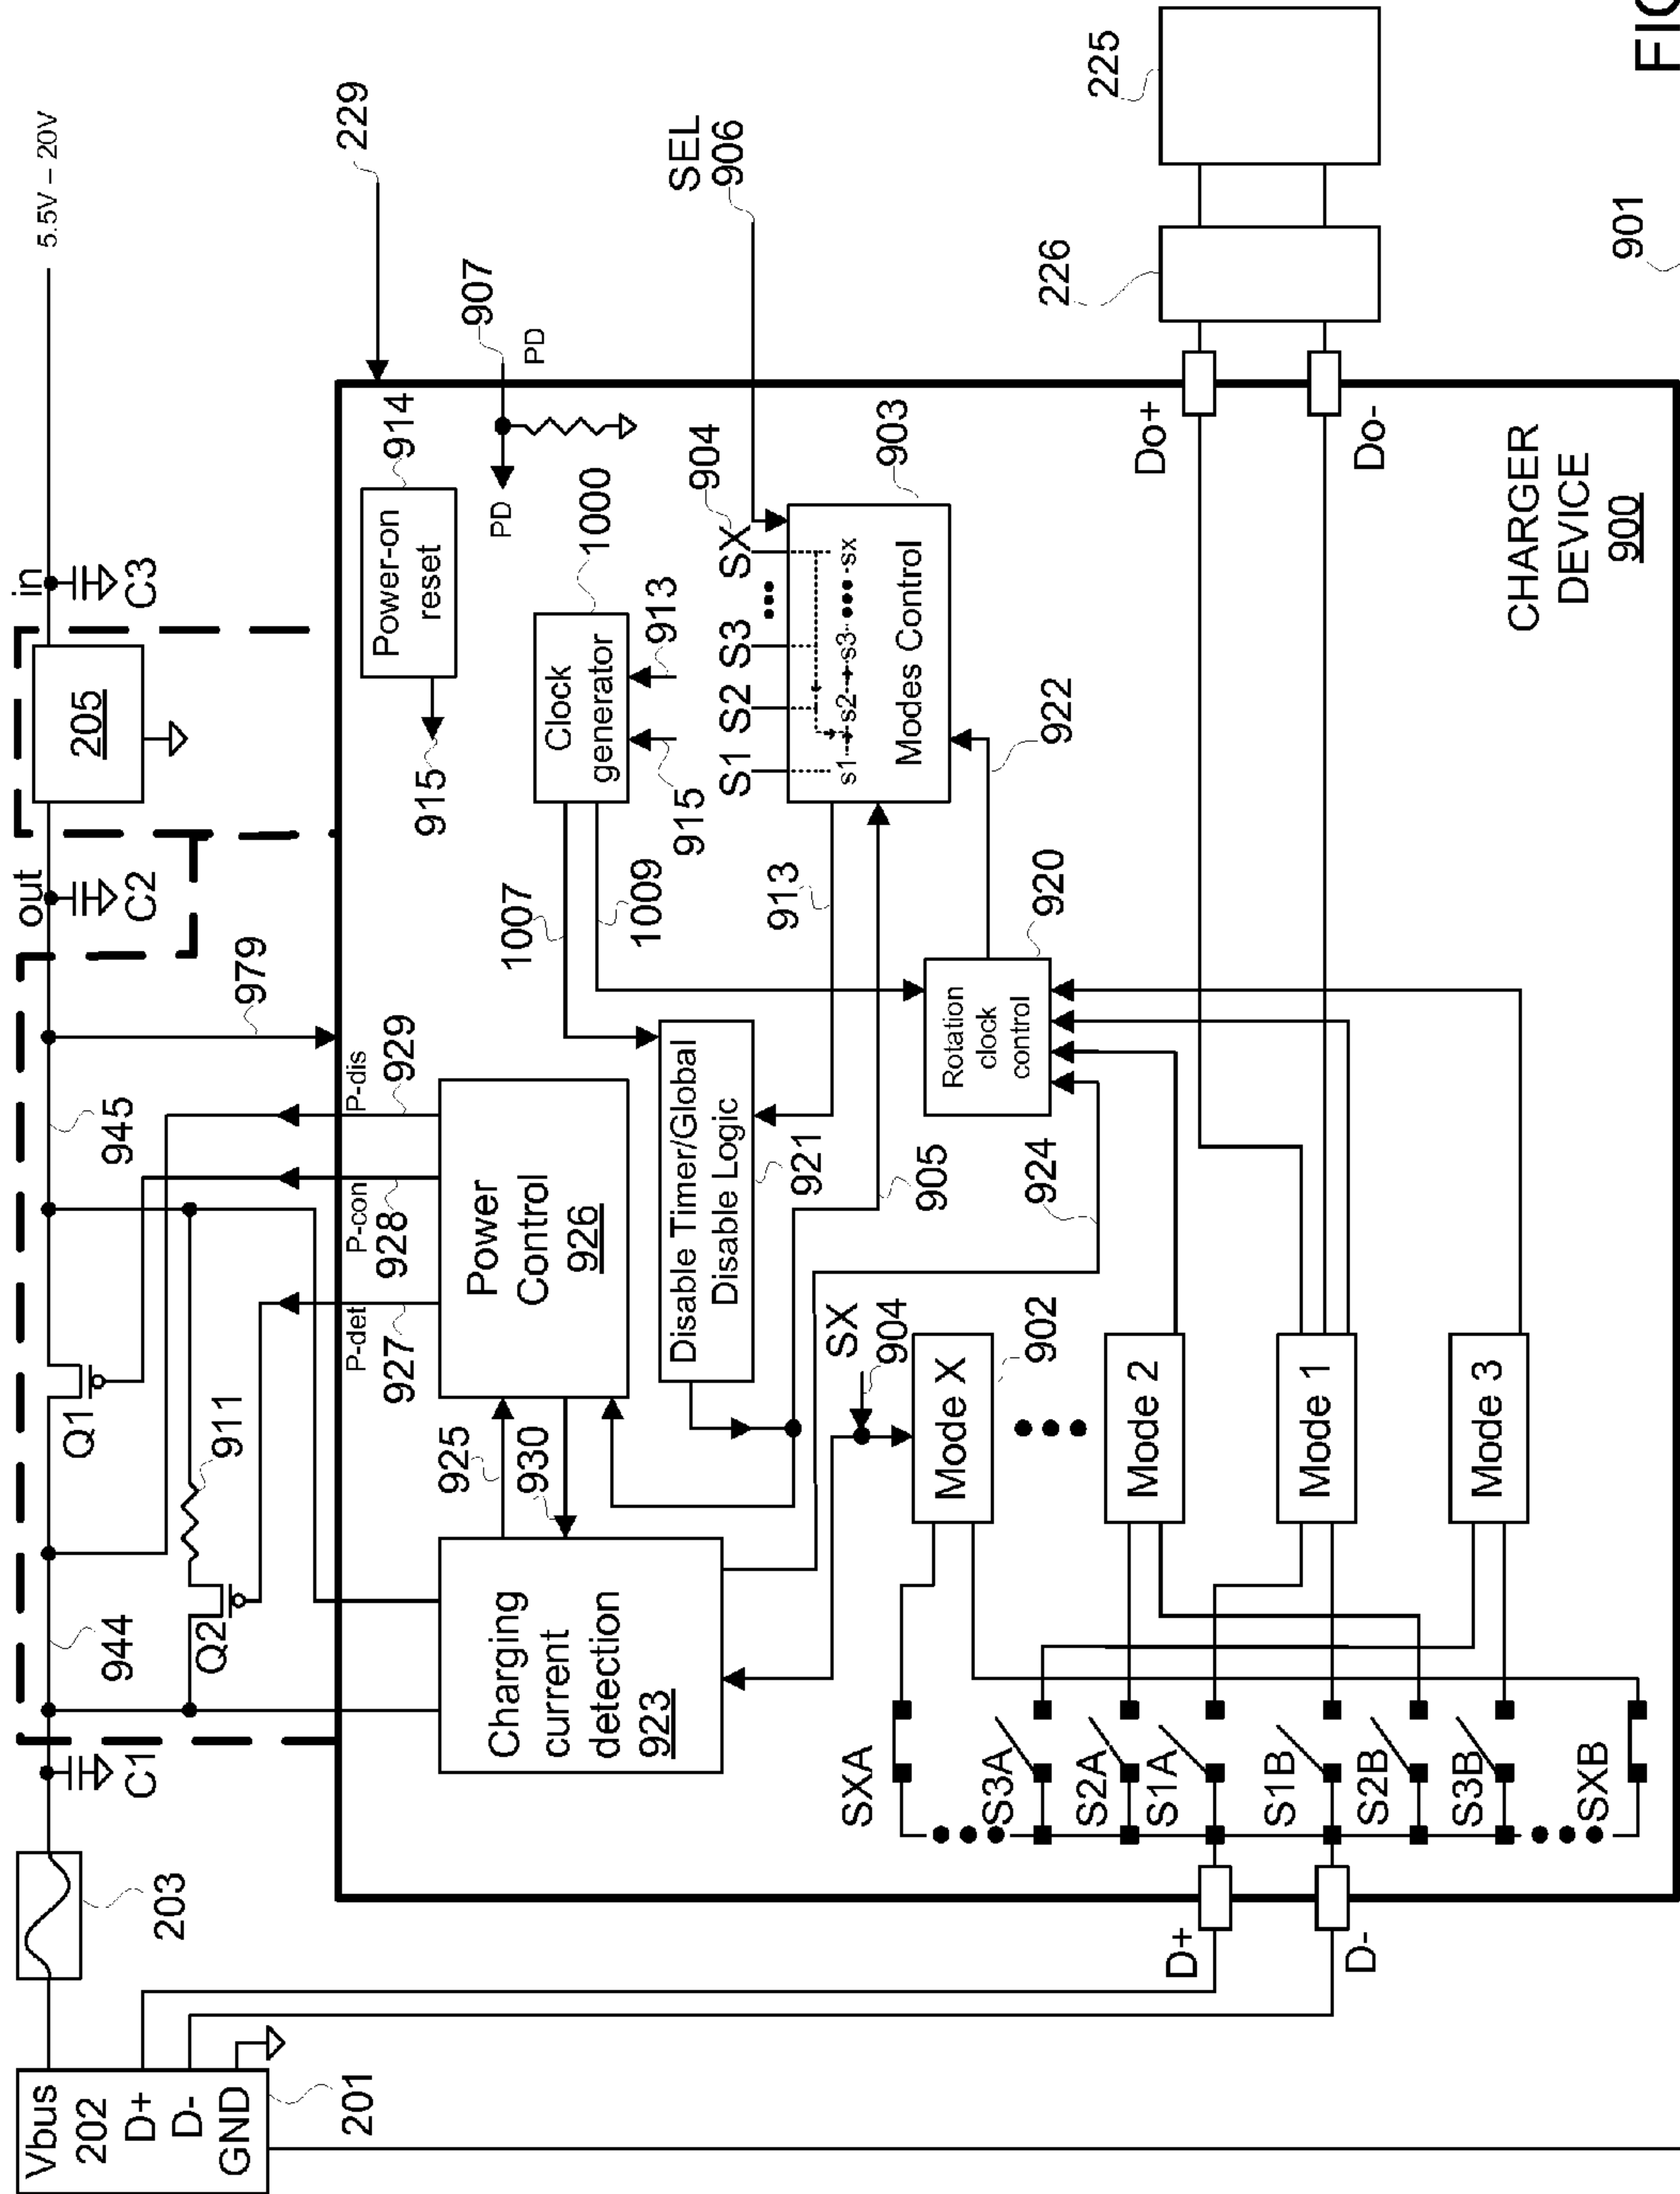 Vbus
202
D+
D-
GND
201
203
C1
944
Q2
911
Q1
945
979
out
C2
205
in
C3
5.5V – 20V
229
P-det
927
P-con
928
P-dis
929
Charging
current
detection
923
925
930
Power
Control
926
Disable Timer/Global
Disable Logic
921
905
1007
1009
915
Power-on
reset
914
PD
907
PD
Clock
generator
1000
915
913
S1
S2
S3
SX
904
SEL
906
s1
s2
s3
sx
Modes Control
903
913
922
Rotation
clock
control
920
924
SX
904
Mode X
902
Mode 2
Mode 1
Mode 3
SXA
S3A
S2A
S1A
S1B
S2B
S3B
SXB
D+
D-
Do+
Do-
226
225
CHARGER
DEVICE
900
901